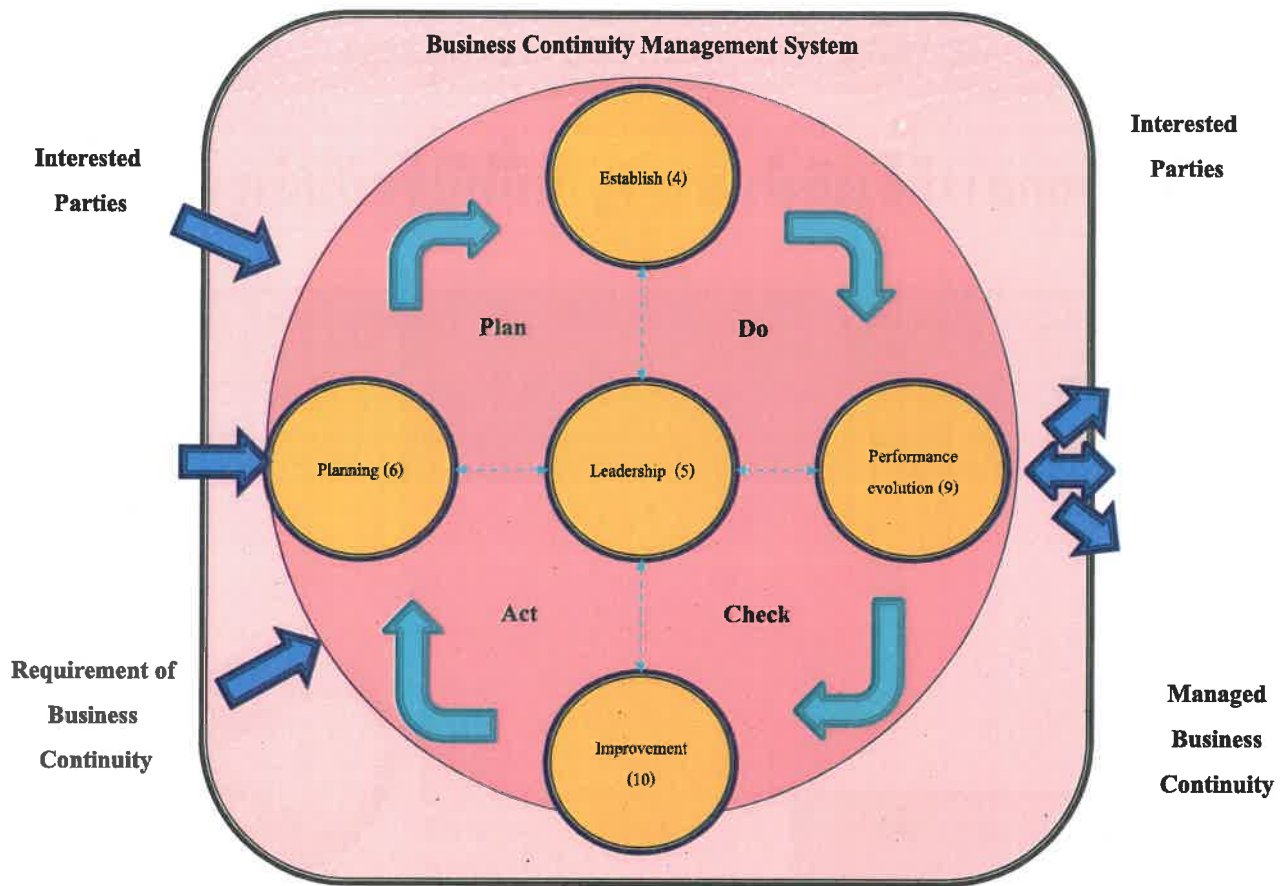 Business Continuity Management System
Interested
Parties
Interested
Parties
Establish (4)
Plan
Do
Planning (6)
Leadership (5)
Performance
evolution (9)
Act
Check
Requirement of
Business
Continuity
Improvement
(10)
Managed
Business
Continuity